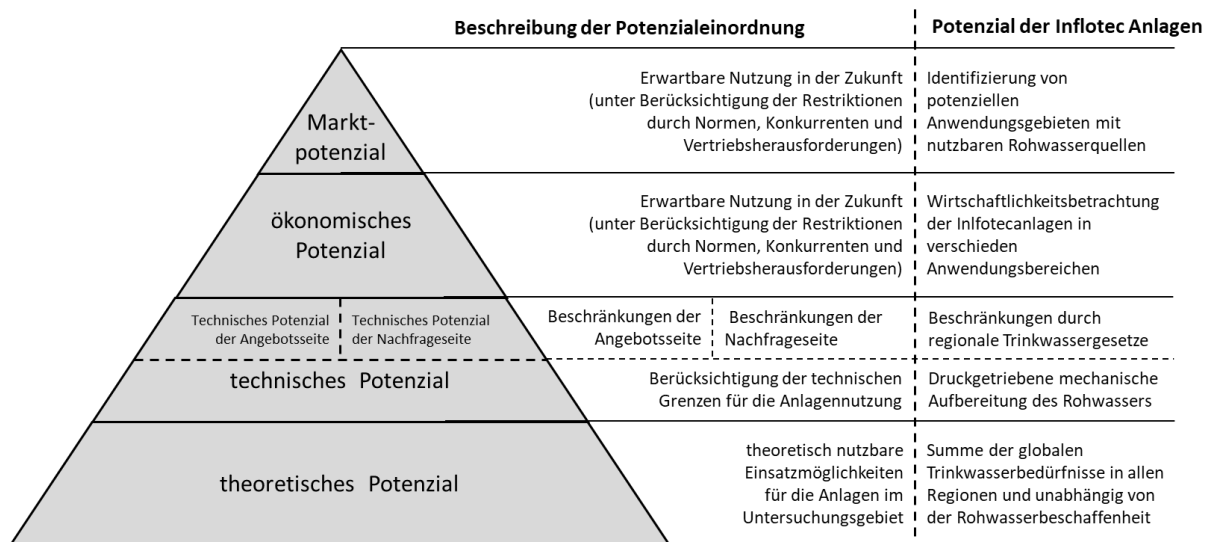 Beschreibung der Potenzialeinordnung
Potenzial der Inflotec Anlagen
Markt-
potenzial
Erwartbare Nutzung in der Zukunft
(unter Berücksichtigung der Restriktionen
durch Normen, Konkurrenten und
Vertriebsherausforderungen)
Identifizierung von
potenziellen
Anwendungsgebieten mit
nutzbaren Rohwasserquellen
ökonomisches
Potenzial
Erwartbare Nutzung in der Zukunft
(unter Berücksichtigung der Restriktionen
durch Normen, Konkurrenten und
Vertriebsherausforderungen)
Wirtschaftlichkeitsbetrachtung
der Inlfotecanlagen in
verschieden
Anwendungsbereichen
Technisches Potenzial
der Angebotsseite
Technisches Potenzial
der Nachfrageseite
Beschränkungen der
Angebotsseite
Beschränkungen der
Nachfrageseite
Beschränkungen durch
regionale Trinkwassergesetze
technisches Potenzial
Berücksichtigung der technischen
Grenzen für die Anlagennutzung
Druckgetriebene mechanische
Aufbereitung des Rohwassers
theoretisches Potenzial
theoretisch nutzbare
Einsatzmöglichkeiten
für die Anlagen im
Untersuchungsgebiet
Summe der globalen
Trinkwasserbedürfnisse in allen
Regionen und unabhängig von
der Rohwasserbeschaffenheit